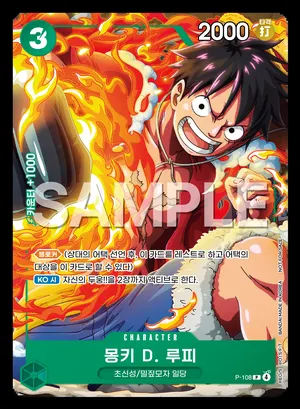 3
2000
타격
打
카운터 +1000
SAMPLE
블로커 (상대의 어택 선언 후, 이 카드를 레스트로 하고 어택의
대상을 이 카드로 할 수 있다)
KO 시 자신의 두웅!!을 2장까지 액티브로 한다.
CHARACTER
몽키 D. 루피
초신성/밀짚모자 일당
P-108 P